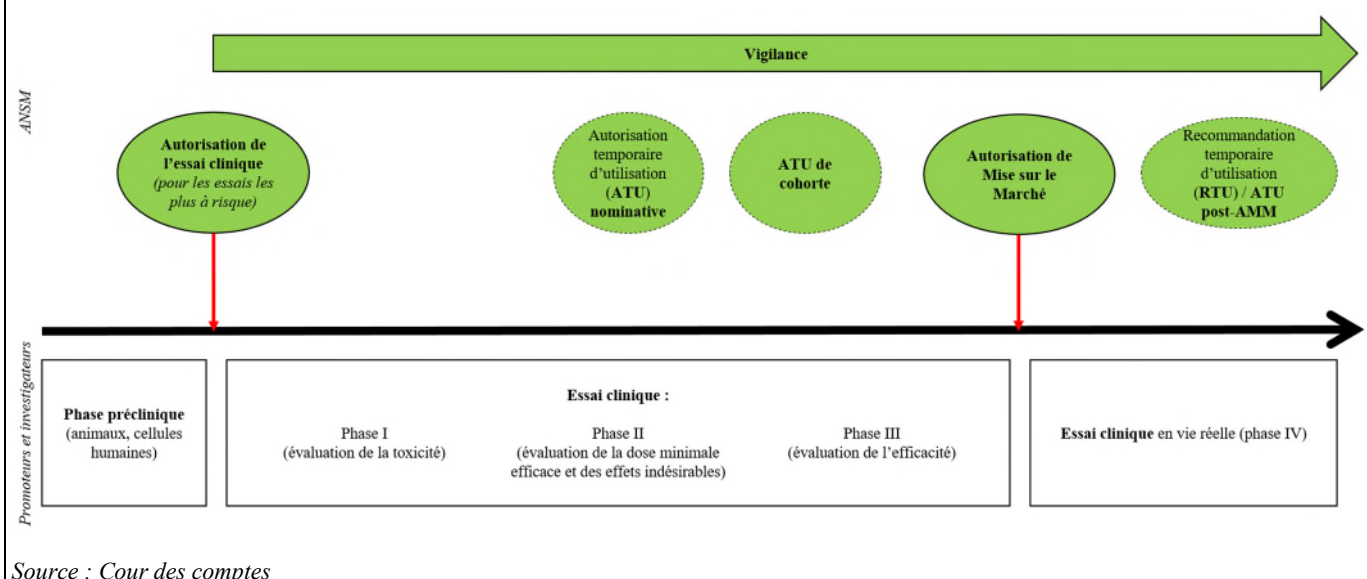 Vigilance
ANSM
Autorisation de
l'essai clinique
(pour les essais les
plus à risque)
Autorisation
temporaire
d'utilisation
(ATU)
nominative
ATU de
cohorte
Autorisation de
Mise sur le
Marché
Recommandation
temporaire
d'utilisation
(RTU) / ATU
post-AMM
Promoteurs et investigateurs
Phase préclinique
(animaux, cellules
humaines)
Essai clinique :
Phase I
(évaluation de la toxicité)
Phase II
(évaluation de la dose minimale
efficace et des effets indésirables)
Phase III
(évaluation de l'efficacité)
Essai clinique en vie réelle (phase IV)
Source : Cour des comptes